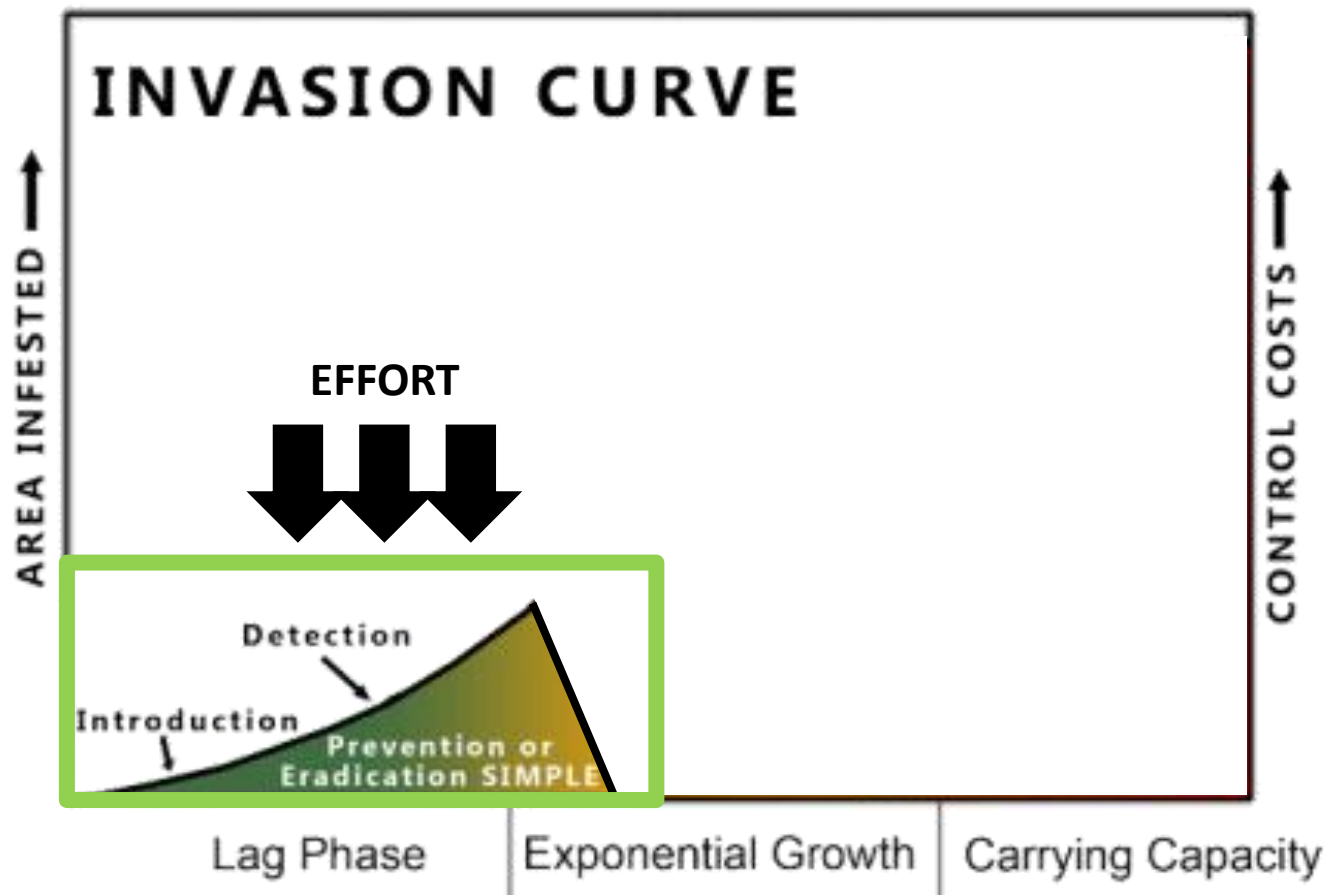 INVASION CURVE
AREA INFESTED
CONTROL COSTS
EFFORT
Detection
Introduction
Prevention or
Eradication SIMPLE
Lag Phase
Exponential Growth
Carrying Capacity